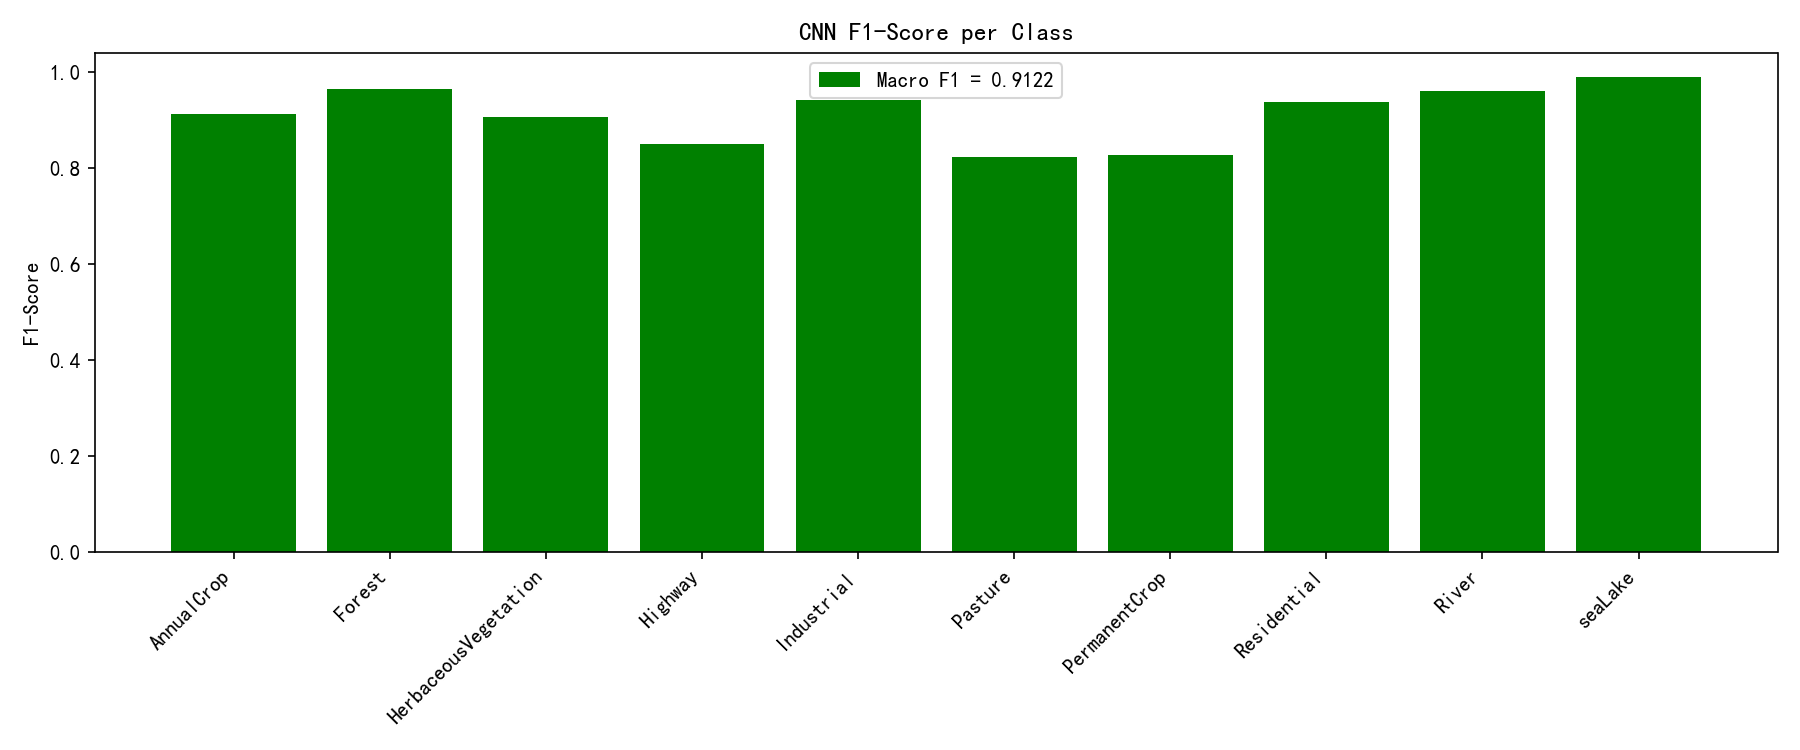 CNN F1-Score per Class
Macro F1 = 0.9122
F1-Score
1.0
0.8
0.6
0.4
0.2
0.0
AnnualCrop
Forest
HerbaceousVegetation
Highway
Industrial
Pasture
PermanentCrop
Residential
River
seaLake